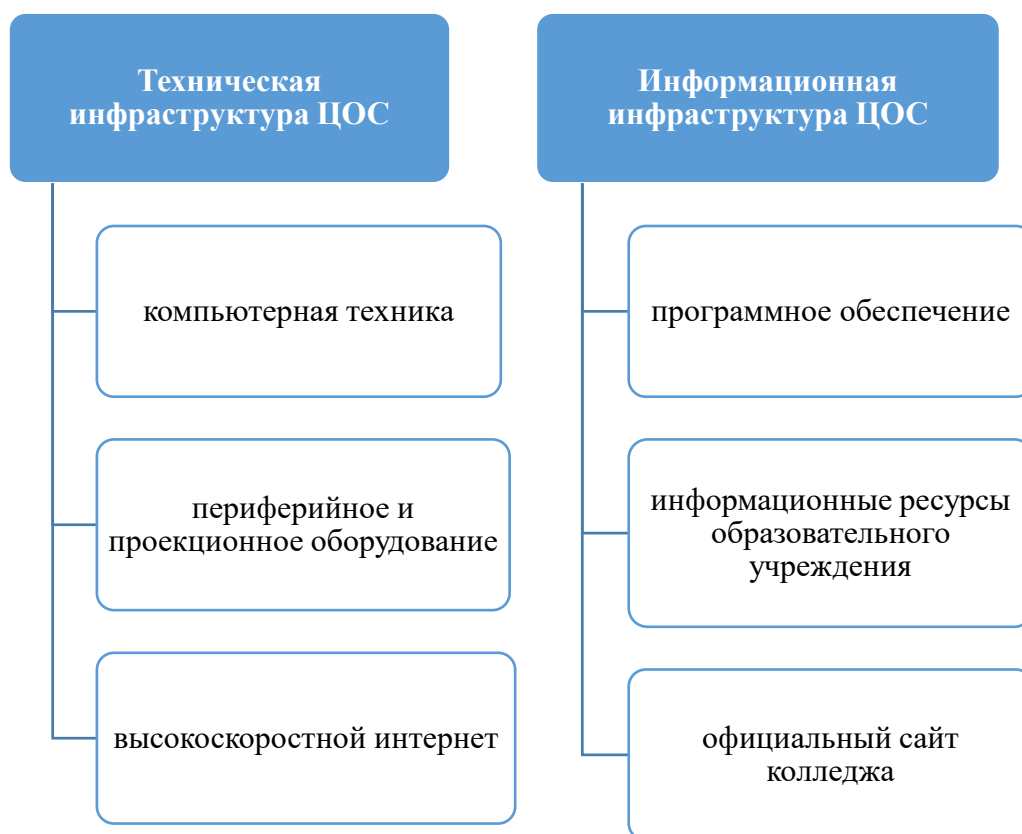 Техническая
инфраструктура ЦОС
компьютерная техника
периферийное и
проекционное оборудование
высокоскоростной интернет
Информационная
инфраструктура ЦОС
программное обеспечение
информационные ресурсы
образовательного
учреждения
официальный сайт
колледжа